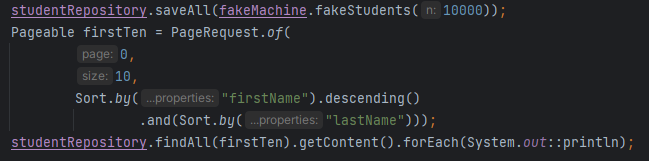 studentRepository.saveAll(fakeMachine.fakeStudents( n: 10000));
Pageable firstTen = PageRequest.of(
page: 0,
size: 10,
Sort.by( ...properties: "firstName").descending()
.and(Sort.by( ...properties: "lastName")));
studentRepository.findAll(firstTen).getContent().forEach(System.out::println);